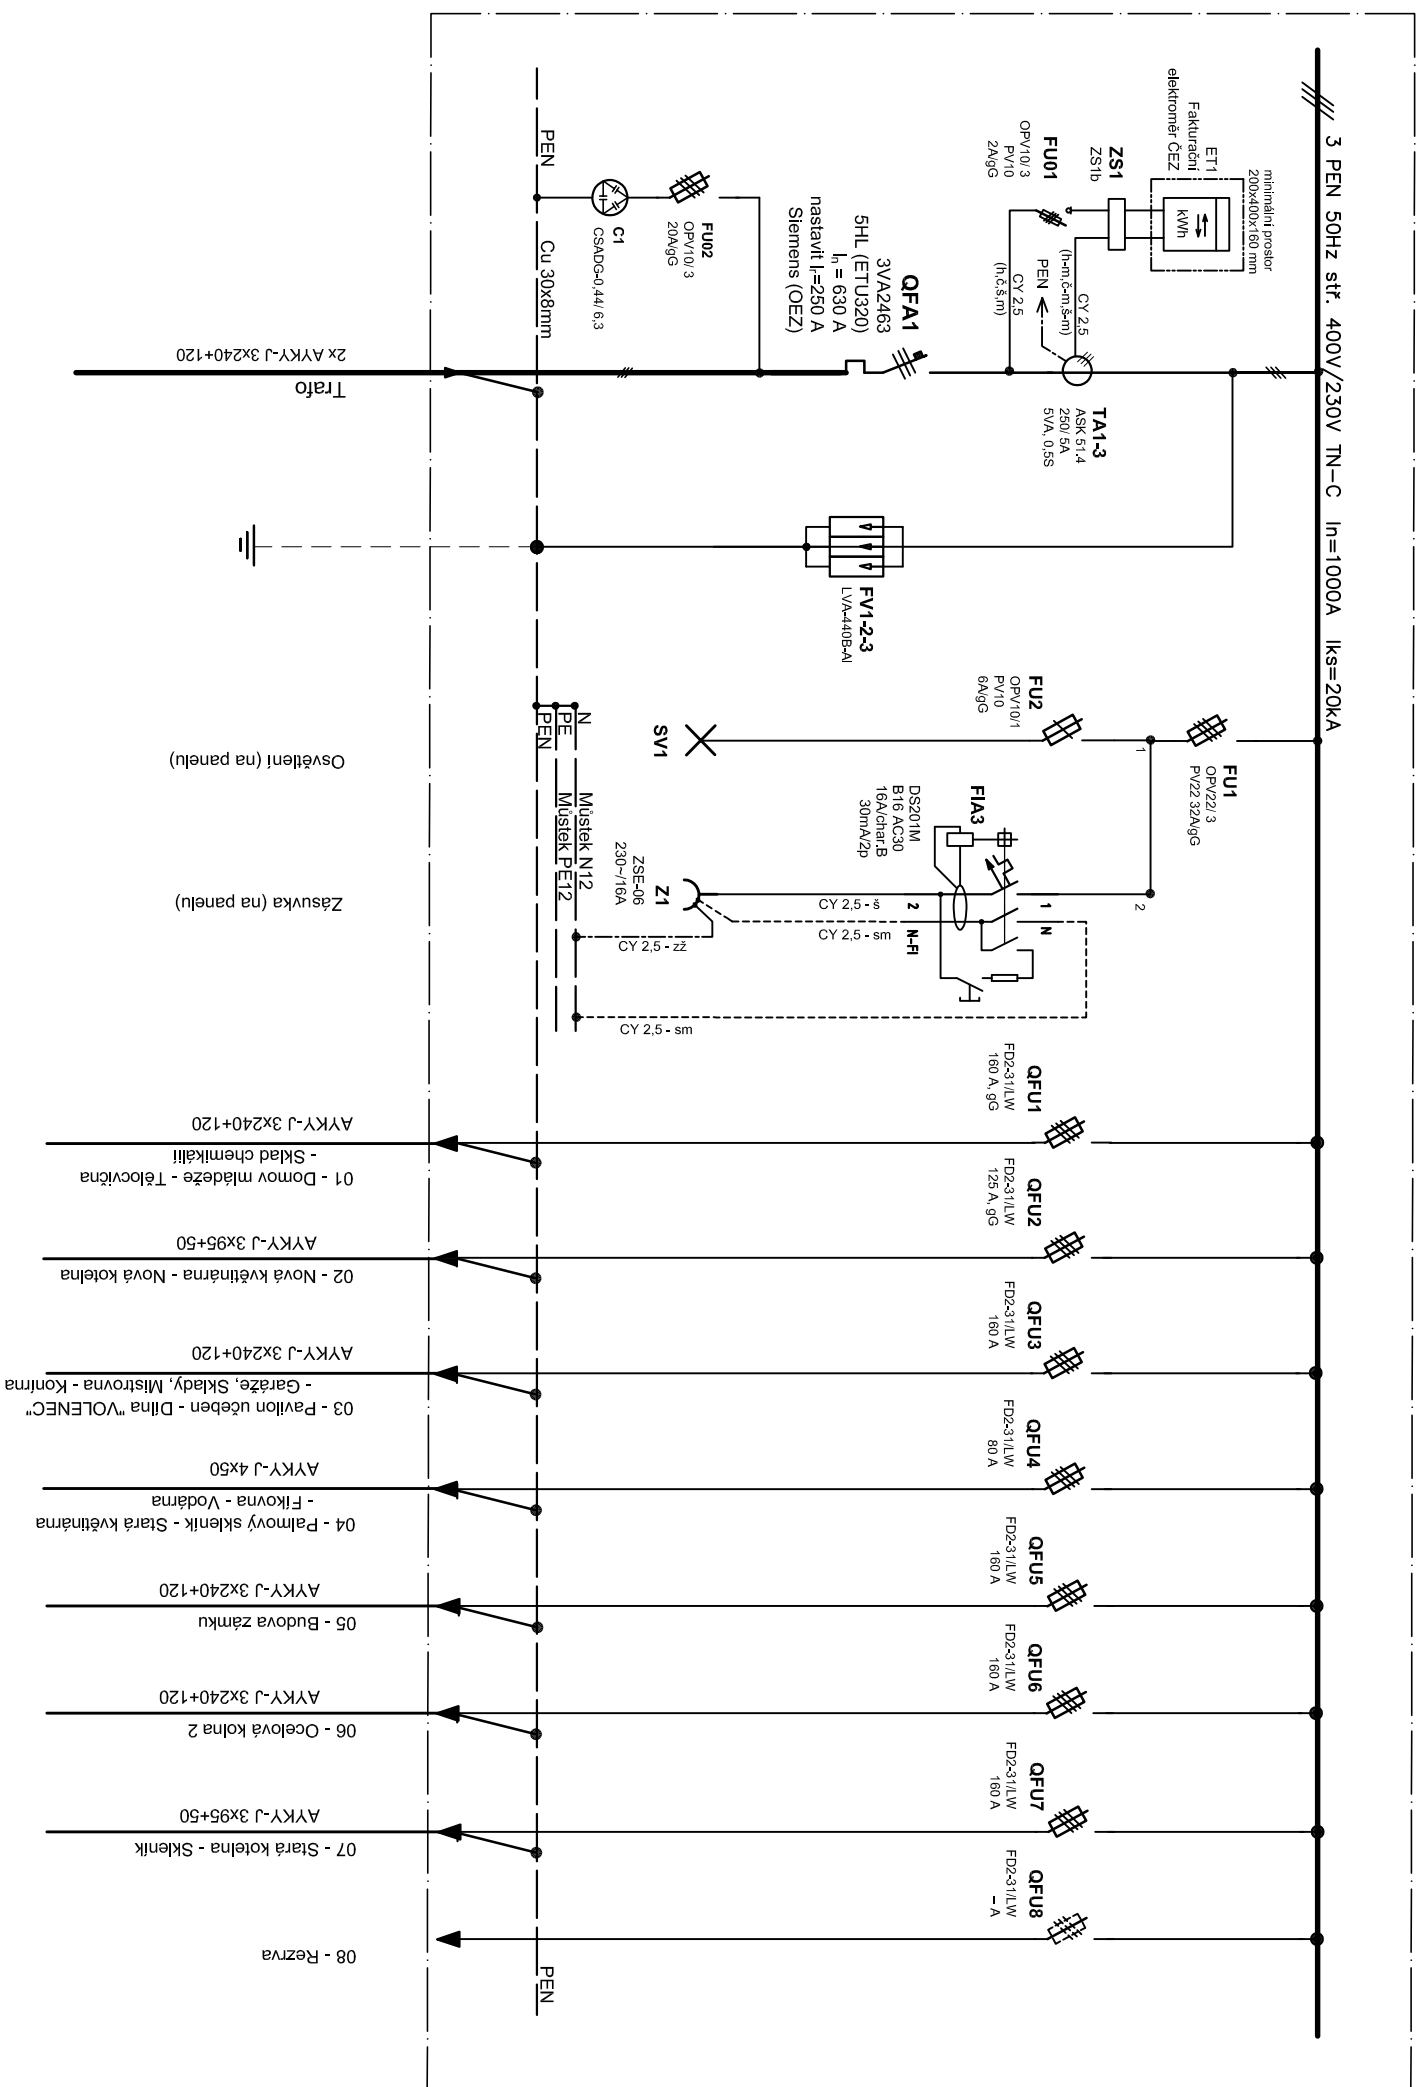 3 PEN 50Hz stř. 400V/230V TN-C In=1000A Iks=20kA
minimální prostor
200x400x160 mm
ET1
Fakturační
elektroměr ČEZ
kWh
ZS1
ZS1b
FU01
OPV10/ 3
PV10
2A/gG
CY 2,5
(h-m,č-m,š-m)
PEN
CY 2,5
(h,č,š,m)
TA1-3
ASK 51.4
250/ 5A
5VA, 0,5S
QFA1
3VA2463
5HL (ETU320)
In = 630 A
nastavit Ir=250 A
Siemens (OEZ)
FU02
OPV10/ 3
20A/gG
C1
CSADG-0,44/ 6,3
PEN
Cu 30x8mm
2x AYKY-J 3x240+120
Trafo
FV1-2-3
LVA-440B-AI
FU1
OPV22/ 3
PV22 32A/gG
1
2
FU2
OPV10/1
PV10
6A/gG
SV1
FIA3
DS201M
B16 AC30
16A/char.B
30mA/2p
1
N
2
N-FI
CY 2,5 - š
CY 2,5 - sm
Z1
ZSE-06
230~/16A
CY 2,5 - zž
CY 2,5 - sm
N
PE
PEN
Můstek N12
Můstek PE12
Osvětlení (na panelu)
Zásuvka (na panelu)
QFU1
FD2-31/LW
160 A, gG
QFU2
FD2-31/LW
125 A, gG
QFU3
FD2-31/LW
160 A
QFU4
FD2-31/LW
80 A
QFU5
FD2-31/LW
160 A
QFU6
FD2-31/LW
160 A
QFU7
FD2-31/LW
160 A
QFU8
FD2-31/LW
– A
PEN
AYKY-J 3x240+120
01 - Domov mládeže - Tělocvična
- Sklad chemikálií
AYKY-J 3x95+50
02 - Nová květinárna - Nová kotelna
AYKY-J 3x240+120
03 - Pavilon učeben - Dílna "VOLENEC"
- Garáže, Sklady, Mistrovna - Konírna
AYKY-J 4x50
04 - Palmový skleník - Stará květinárna
- Fíkovna - Vodárna
AYKY-J 3x240+120
05 - Budova zámku
AYKY-J 3x240+120
06 - Ocelová kolna 2
AYKY-J 3x95+50
07 - Stará kotelna - Skleník
08 - Rezrva